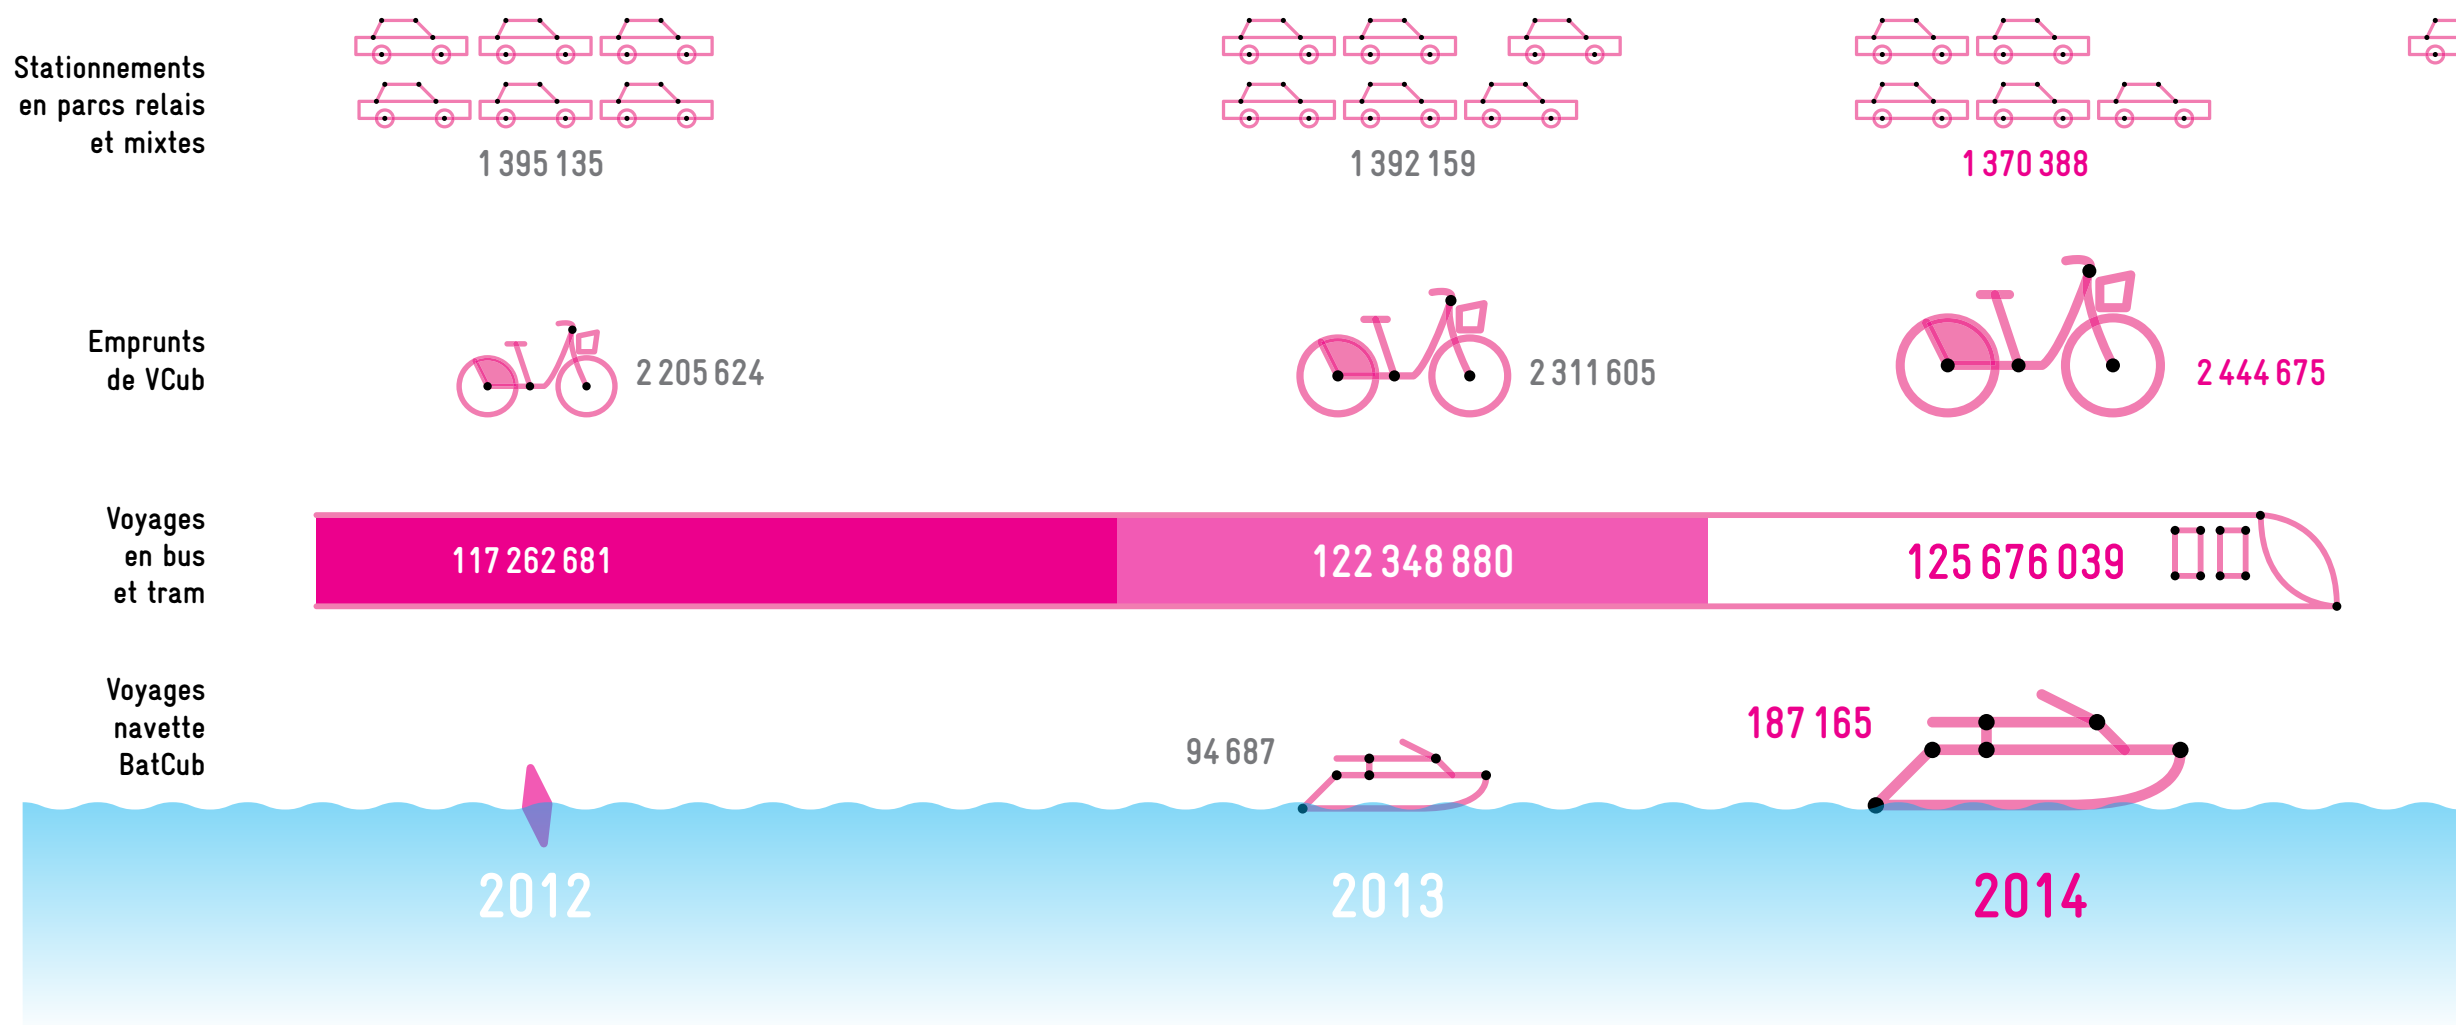 Stationnements
en parcs relais
et mixtes
1 395 135
1 392 159
1 370 388
Emprunts
de VCub
2 205 624
2 311 605
2 444 675
Voyages
en bus
et tram
117 262 681
122 348 880
125 676 039
Voyages
navette
BatCub
94 687
187 165
2012
2013
2014